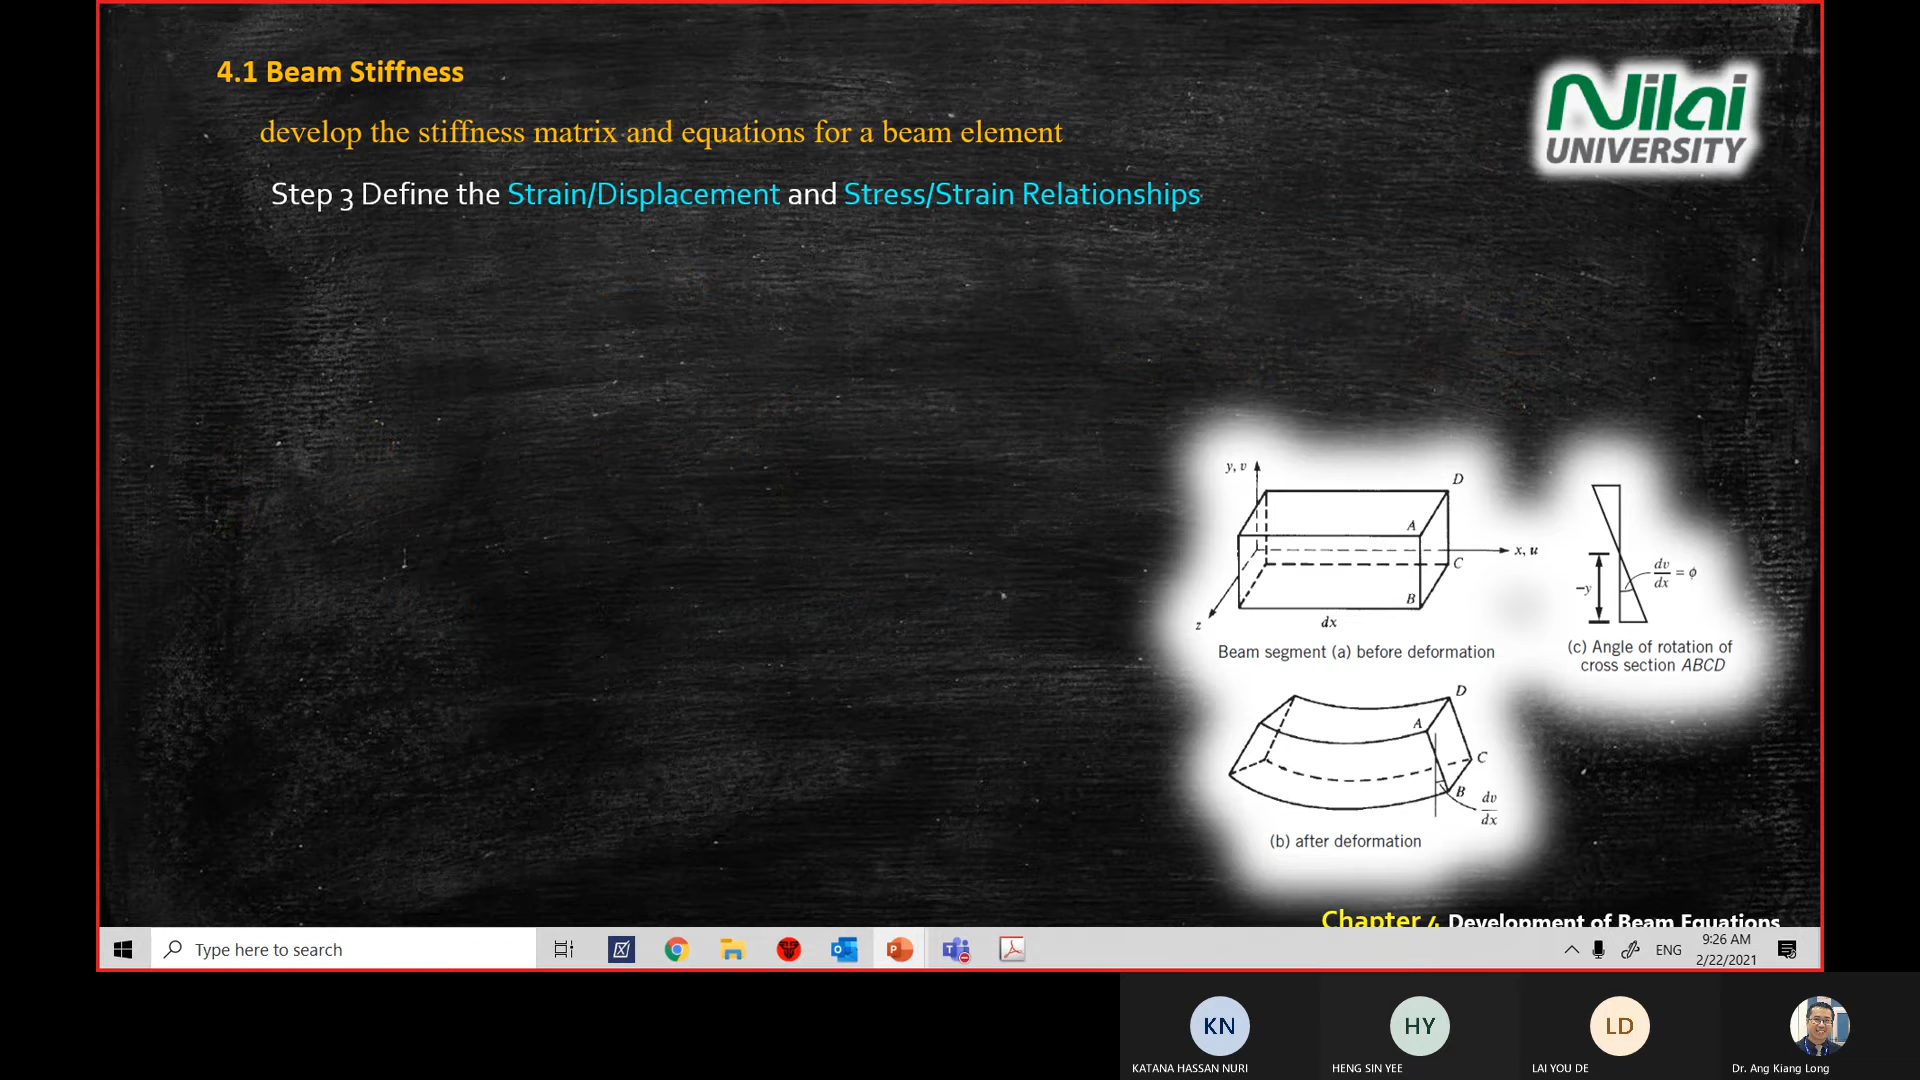 4.1 Beam Stiffness
Nilai
UNIVERSITY
develop the stiffness matrix and equations for a beam element
Step 3 Define the Strain/Displacement and Stress/Strain Relationships
y, v
D
A
x, u
C
B
z
dx
Beam segment (a) before deformation
−y
dv
dx
= ϕ
(c) Angle of rotation of
cross section ABCD
D
A
C
B
dv
dx
(b) after deformation
Chapter 4 Development of Beam Equations
Type here to search
ENG
9:26 AM
2/22/2021
KN
HY
LD
KATANA HASSAN NURI
HENG SIN YEE
LAI YOU DE
Dr. Ang Kiang Long